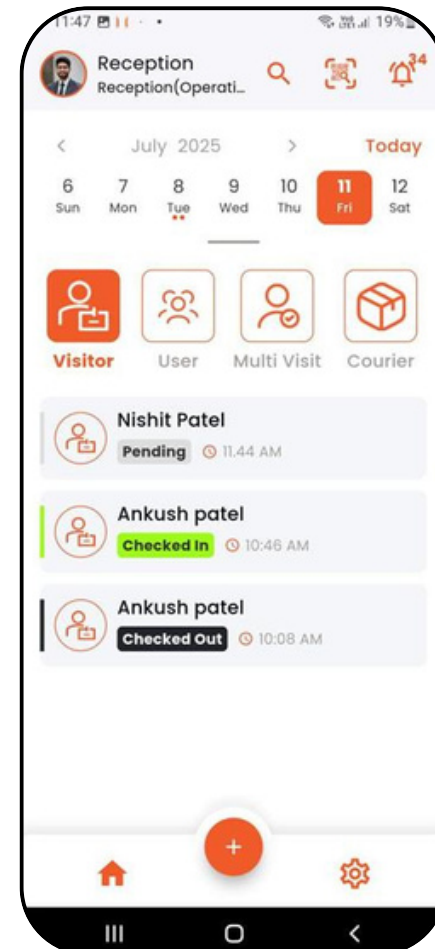 11:47 19%
Reception 34
Reception(Operati...
July 2025 Today
6 7 8 9 10 11 12
Sun Mon Tue Wed Thu Fri Sat
Visitor User Multi Visit Courier
Nishit Patel
Pending 11.44 AM
Ankush patel
Checked In 10:46 AM
Ankush patel
Checked Out 10:08 AM